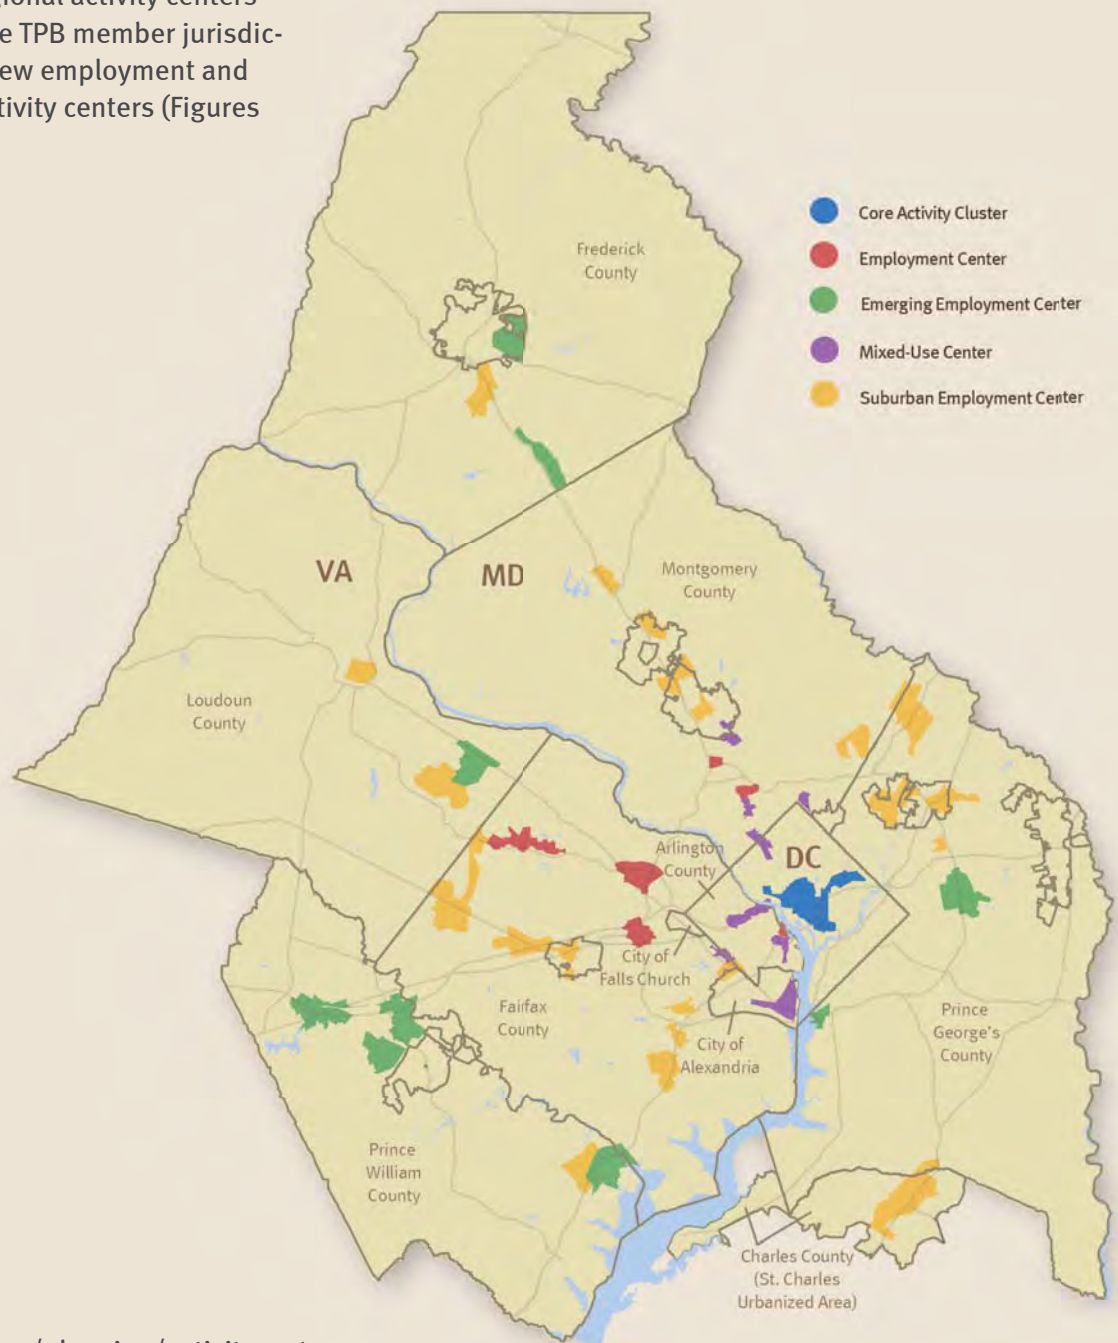 gional activity centers
e TPB member jurisdic-
ew employment and
tivity centers (Figures
Core Activity Cluster
Employment Center
Emerging Employment Center
Mixed-Use Center
Suburban Employment Center
Frederick
County
VA
MD
Montgomery
County
Loudoun
County
Arlington
County
DC
City of
Falls Church
Fairfax
County
City of
Alexandria
Prince
George's
County
Prince
William
County
Charles County
(St. Charles
Urbanized Area)